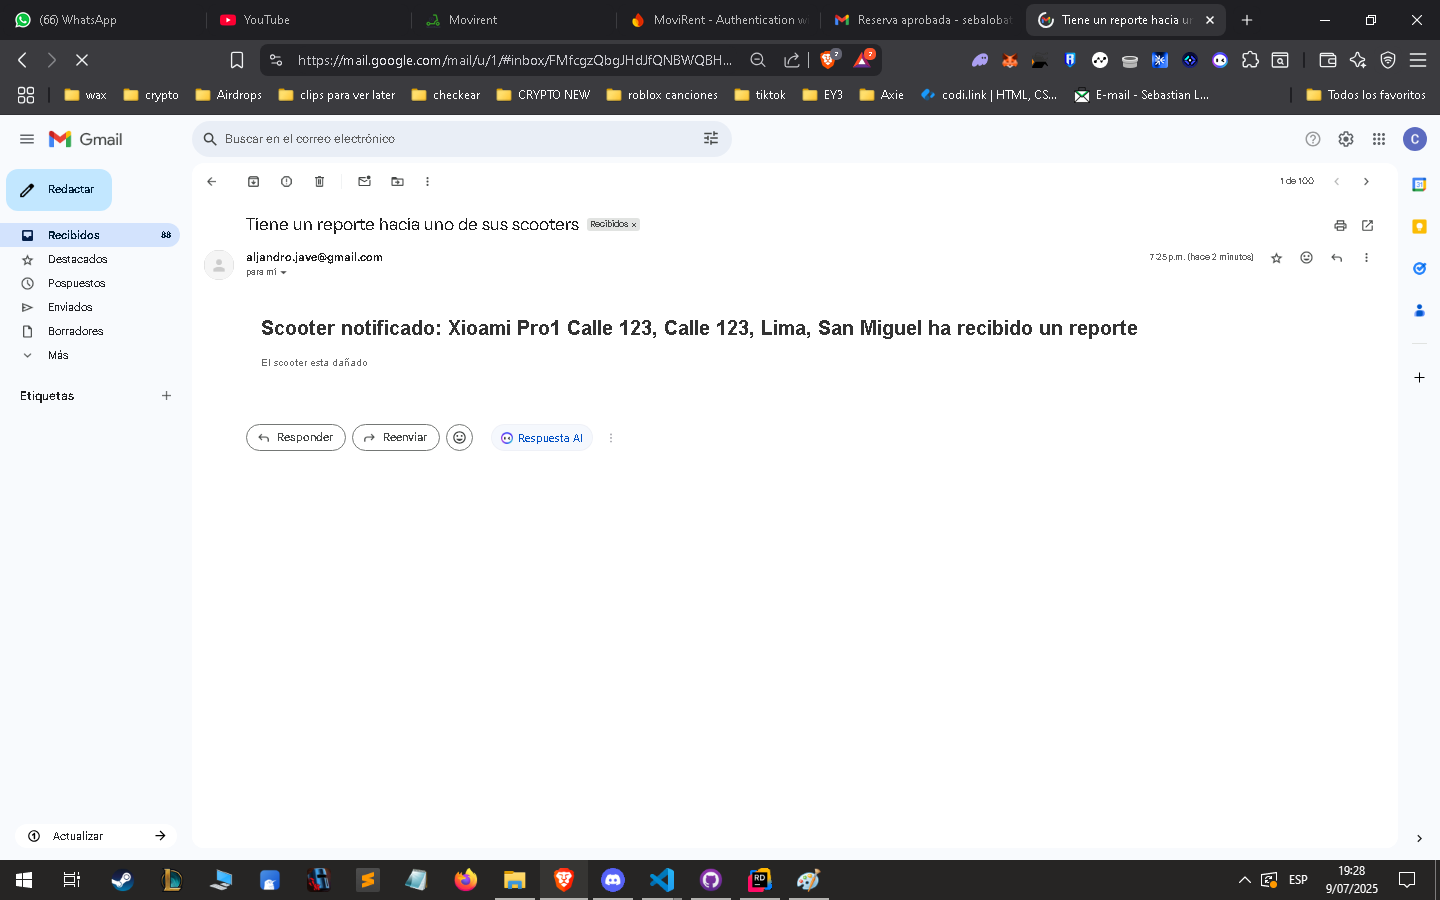 (66) WhatsApp
YouTube
Movirent
MoviRent - Authentication w
Reserva aprobada - sebalobat
Tiene un reporte hacia un
https://mail.google.com/mail/u/1/#inbox/FMfcgzQbgJHdJfQNBWQBH...
2
2
wax
crypto
Airdrops
clips para ver later
checkear
CRYPTO NEW
roblox canciones
tiktok
EY3
Axie
codi.link | HTML, CS...
E-mail - Sebastian L...
Todos los favoritos
Gmail
Buscar en el correo electrónico
C
Redactar
1 de 100
Recibidos
88
Destacados
Pospuestos
Enviados
Borradores
Más
Etiquetas
Tiene un reporte hacia uno de sus scooters
Recibidos x
aljandro.jave@gmail.com
para mí
7:25 p.m. (hace 2 minutos)
Scooter notificado: Xioami Pro1 Calle 123, Calle 123, Lima, San Miguel ha recibido un reporte
El scooter esta dañado
Responder
Reenviar
Respuesta AI
31
Actualizar
RD
ESP
19:28
9/07/2025